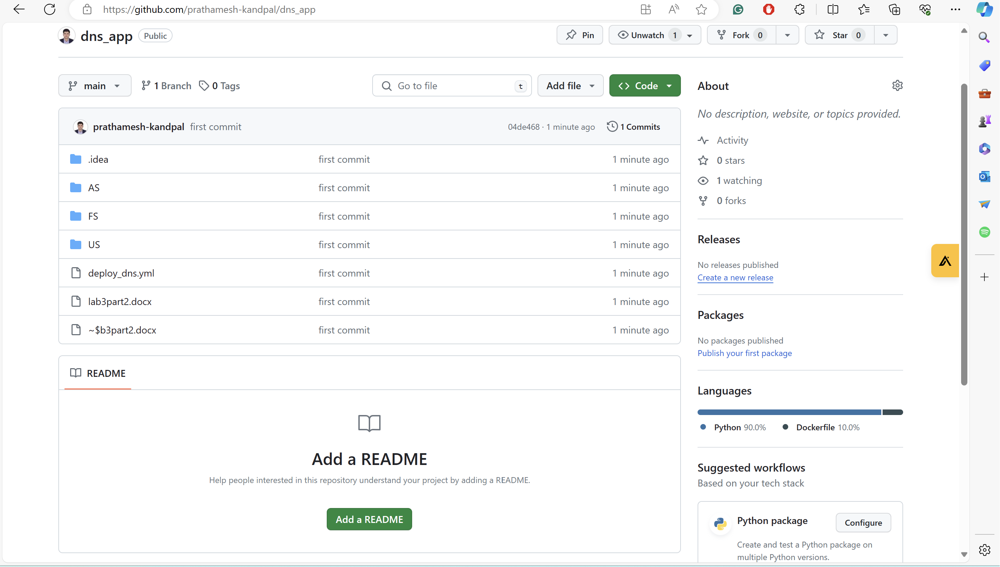 https://github.com/prathamesh-kandpal/dns_app
dns_app Public
Pin
Unwatch 1
Fork 0
Star 0
main
1 Branch
0 Tags
Go to file t
Add file
Code
prathamesh-kandpal first commit
04de468 · 1 minute ago
1 Commits
.idea first commit 1 minute ago
AS first commit 1 minute ago
FS first commit 1 minute ago
US first commit 1 minute ago
deploy_dns.yml first commit 1 minute ago
lab3part2.docx first commit 1 minute ago
~$b3part2.docx first commit 1 minute ago
README
Add a README
Help people interested in this repository understand your project by adding a README.
Add a README
About
No description, website, or topics provided.
Activity
0 stars
1 watching
0 forks
Releases
No releases published
Create a new release
Packages
No packages published
Publish your first package
Languages
Python 90.0% Dockerfile 10.0%
Suggested workflows
Based on your tech stack
Python package
Configure
Create and test a Python package on
multiple Python versions.